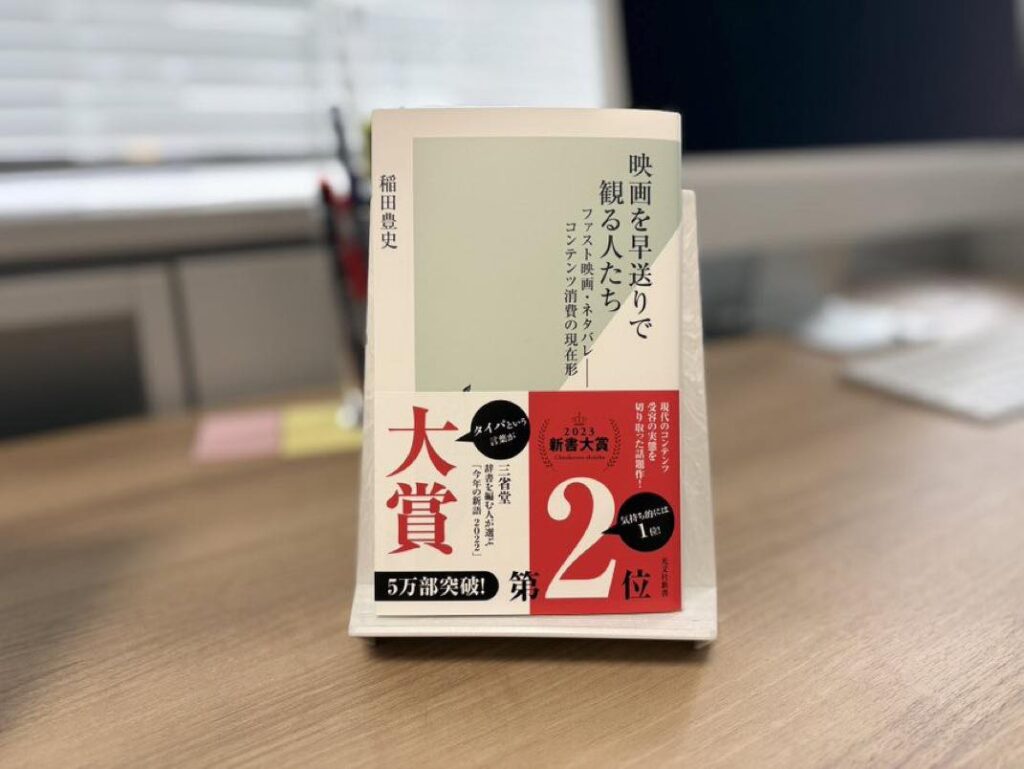 映画を早送りで
観る人たち
ファスト映画・ネタバレ――
コンテンツ消費の現在形
稲田豊史
現代のコンテンツ
受容の実態を
切り取った話題作!
2023
新書大賞
Chuokoron-shinsha
第2位
気持ち的には
1位!
光文社新書
タイパという
言葉が
三省堂
辞書を編む人が選ぶ
「今年の新語2022」
大賞
5万部突破!